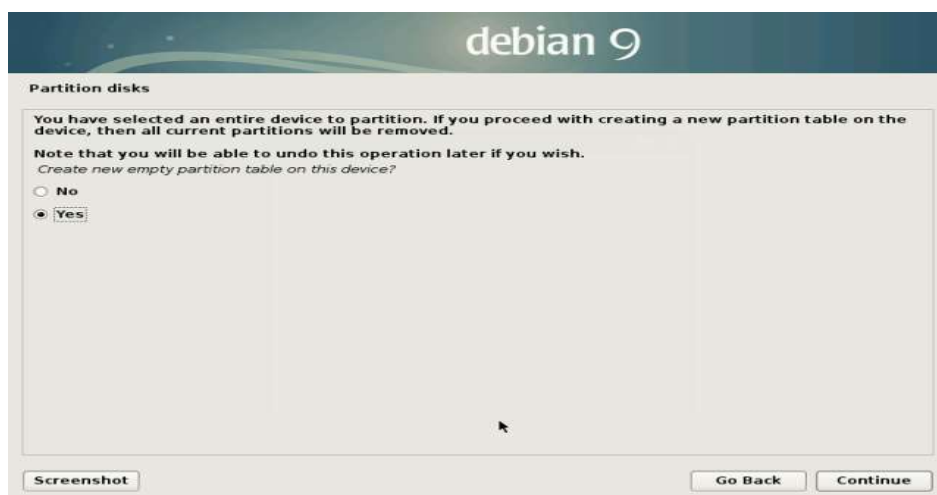 debian 9
Partition disks
You have selected an entire device to partition. If you proceed with creating a new partition table on the
device, then all current partitions will be removed.
Note that you will be able to undo this operation later if you wish.
Create new empty partition table on this device?
No
Yes
Screenshot
Go Back
Continue